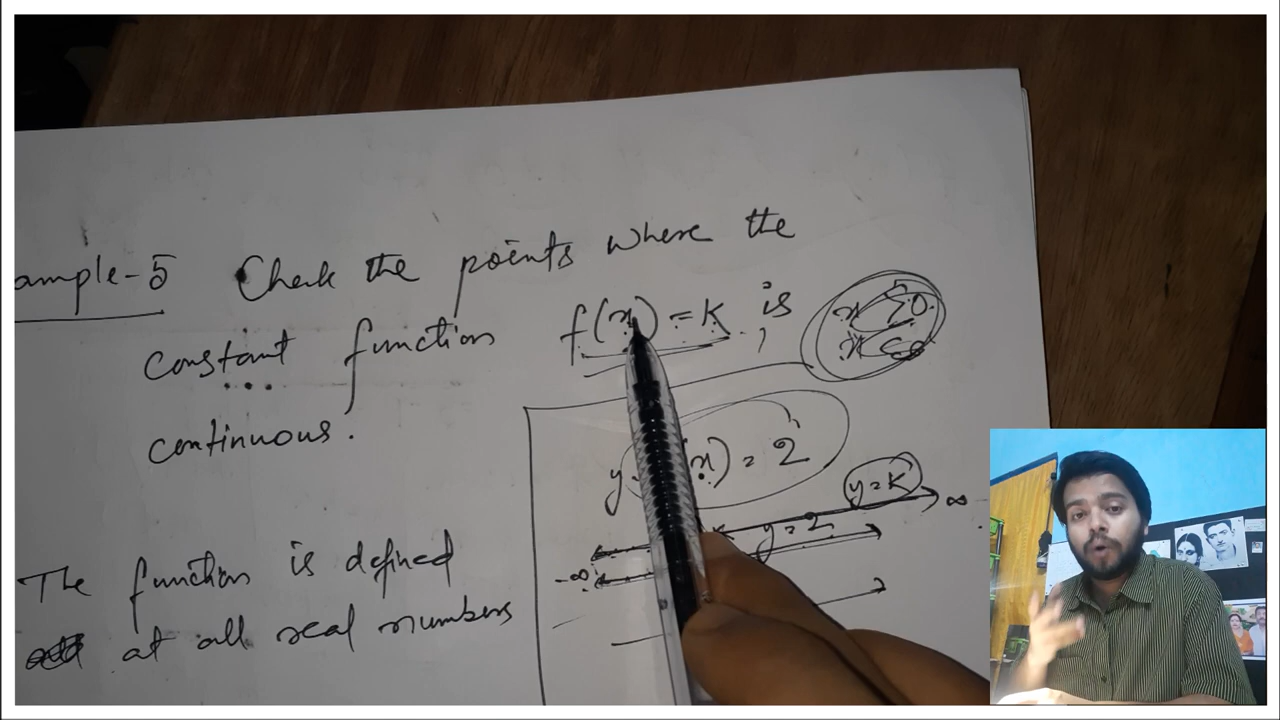 ample-5 Check the points where the
constant function f(x) = k, is
continuous.
x ≥ 0
x < 0
y = (x) = 2
y = k
∞
y = 2
-∞
The function is defined
at all real numbers